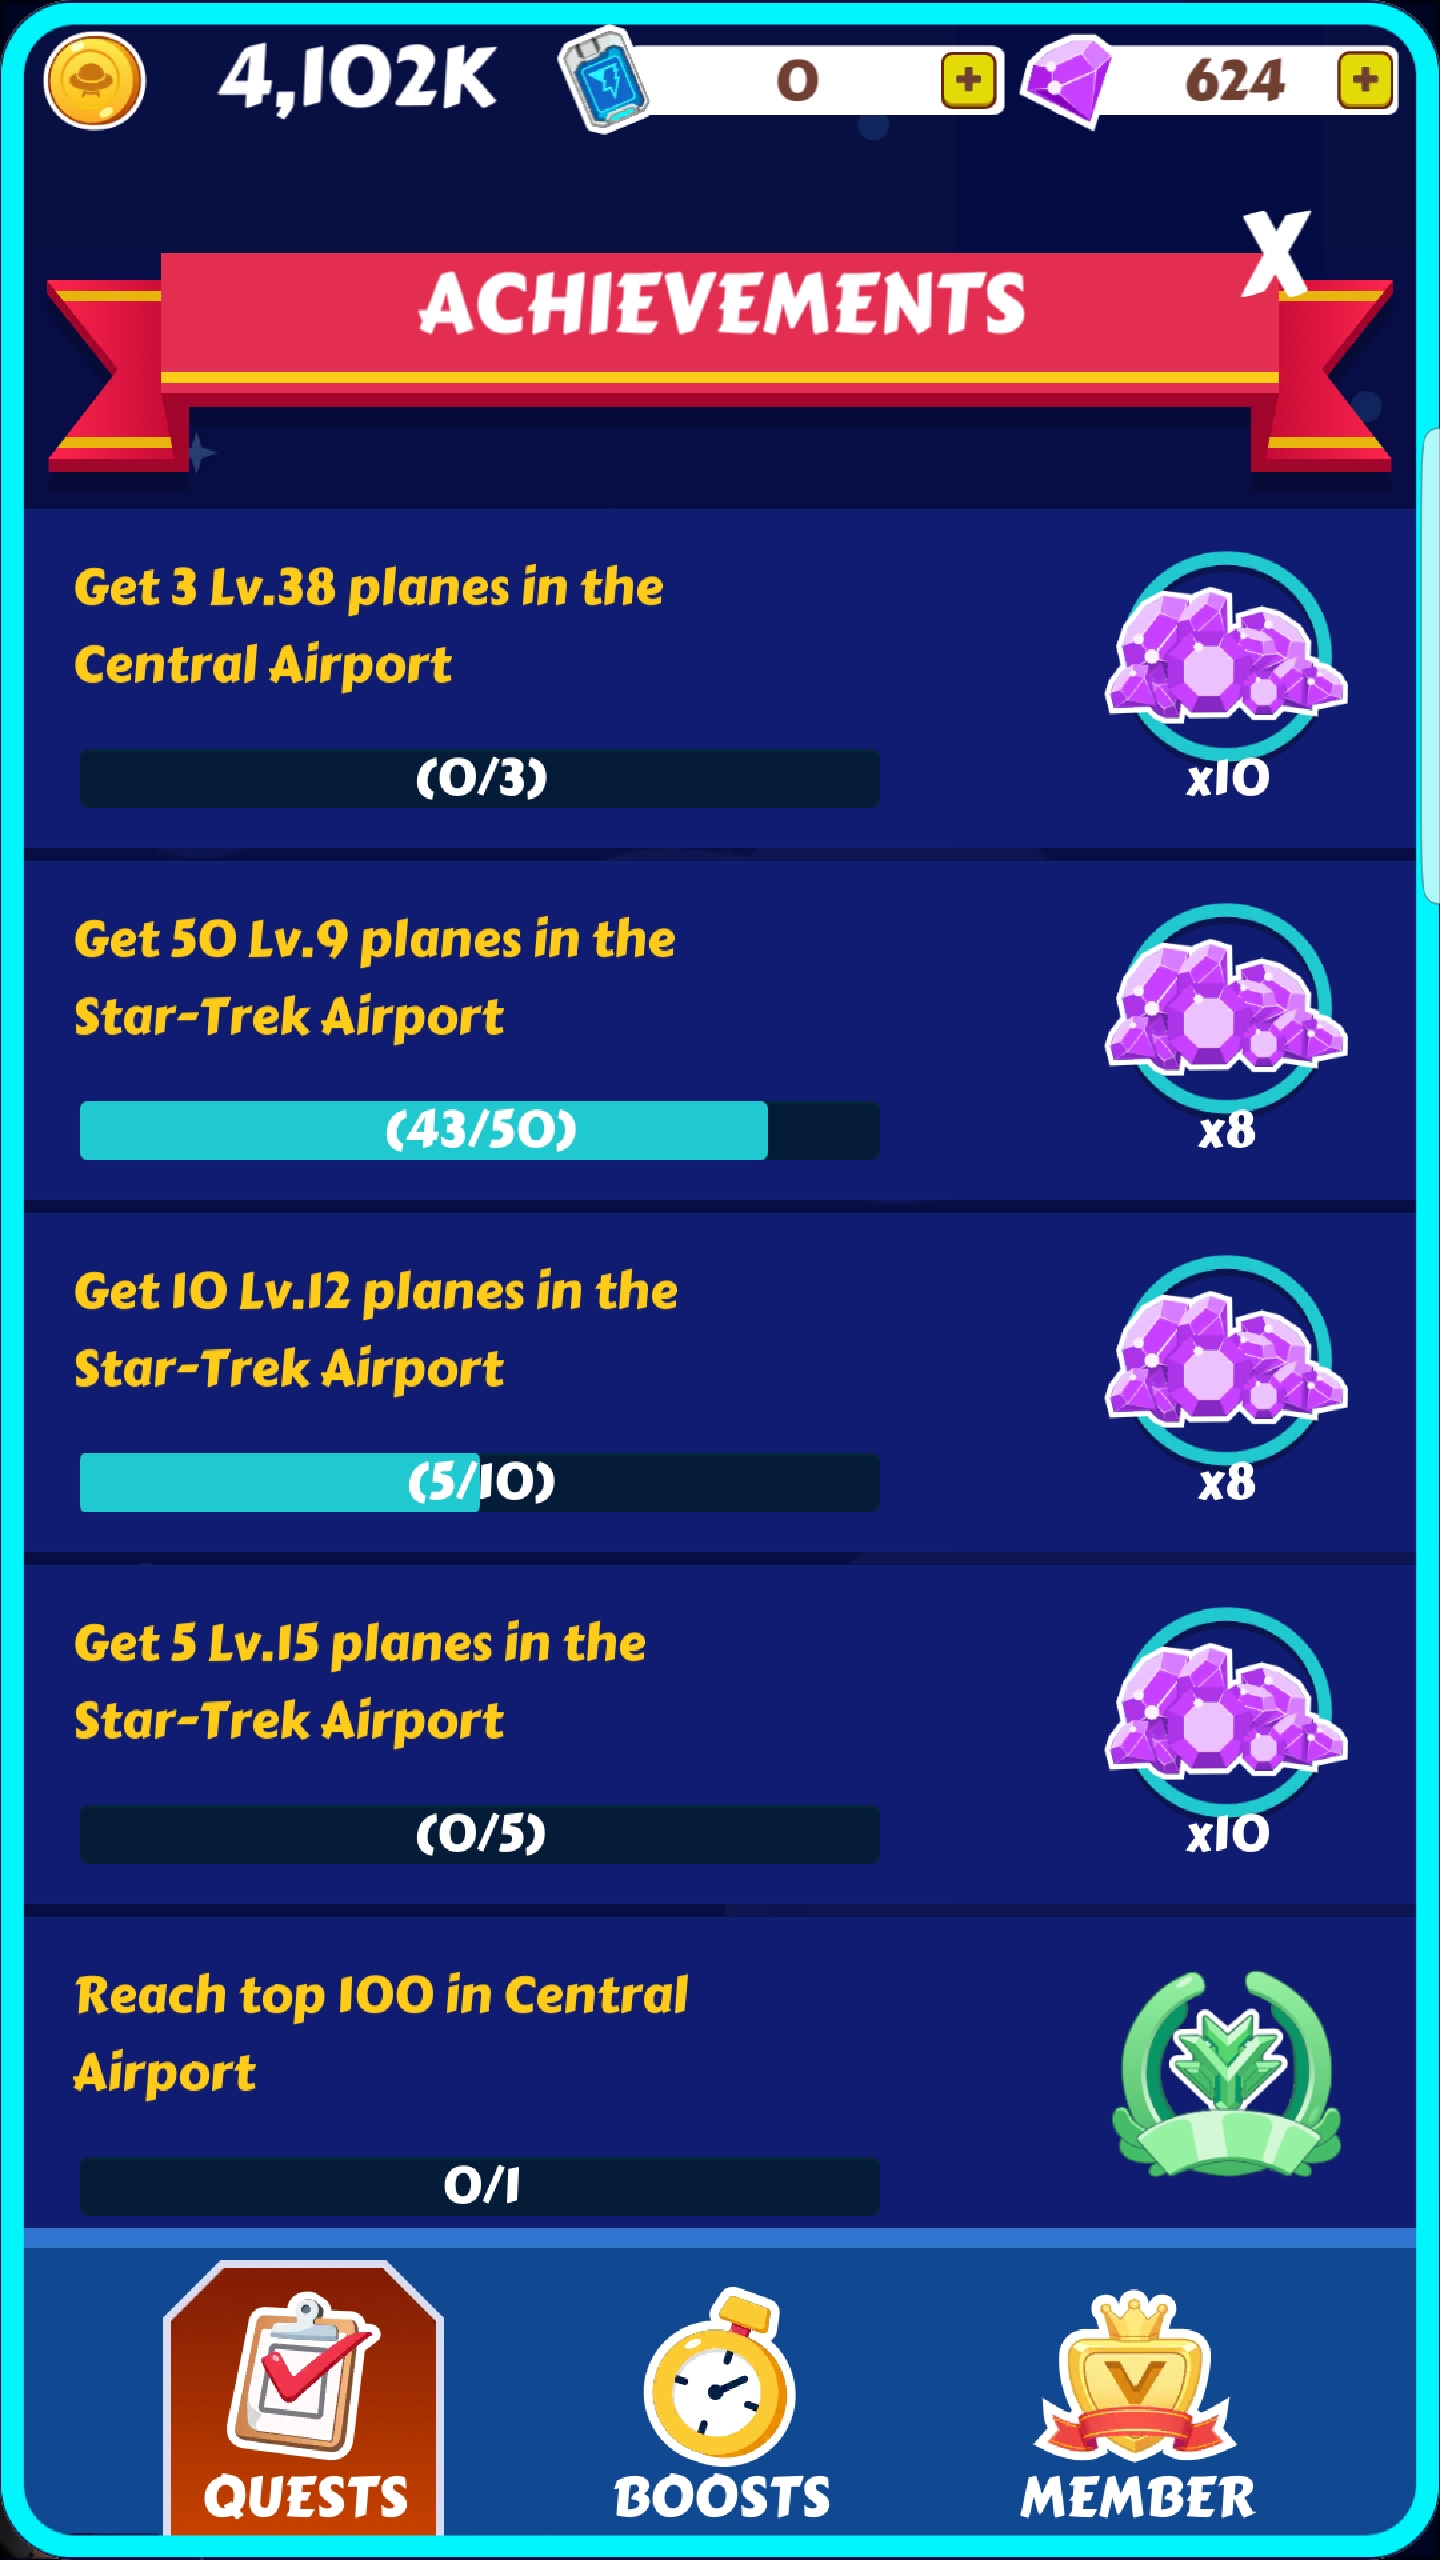 4,102K
0
624
X
ACHIEVEMENTS
Get 3 Lv.38 planes in the
Central Airport
(0/3)
x10
Get 50 Lv.9 planes in the
Star-Trek Airport
(43/50)
x8
Get 10 Lv.12 planes in the
Star-Trek Airport
(5/10)
x8
Get 5 Lv.15 planes in the
Star-Trek Airport
(0/5)
x10
Reach top 100 in Central
Airport
0/1
V
QUESTS
BOOSTS
MEMBER